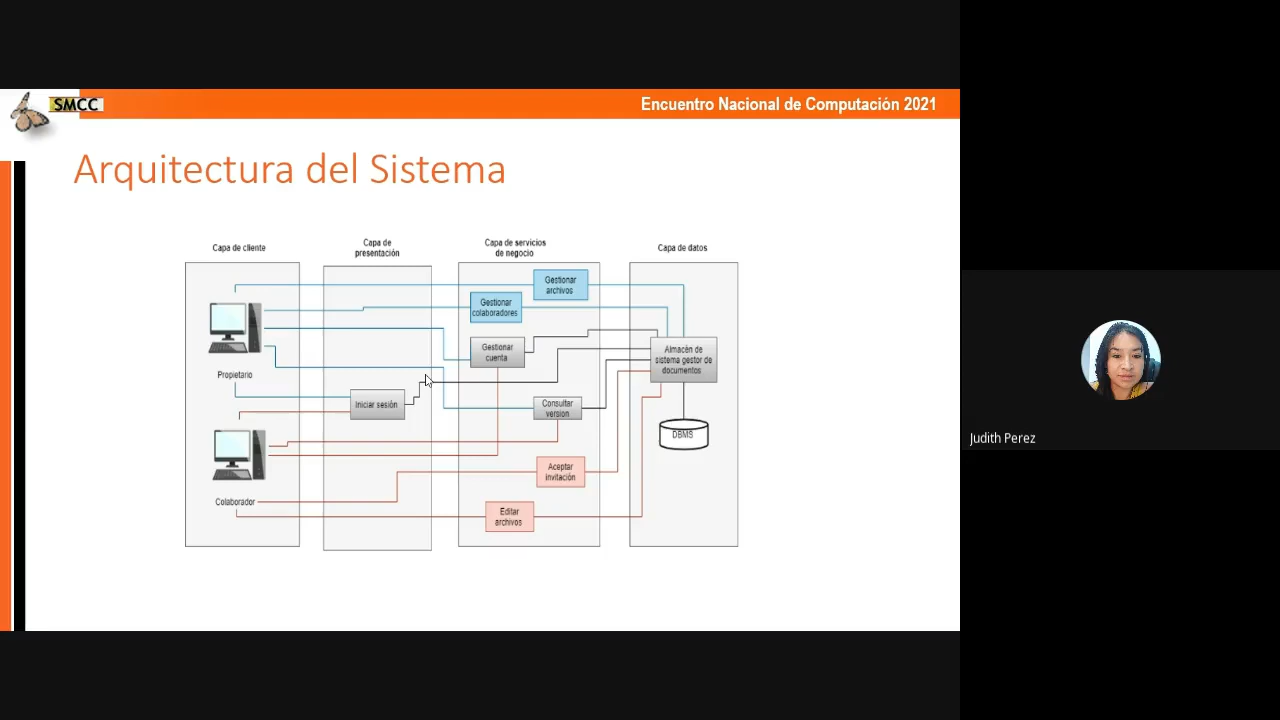 SMCC
Encuentro Nacional de Computación 2021
Arquitectura del Sistema
Capa de cliente
Capa de
presentación
Capa de servicios
de negocio
Capa de datos
Gestionar
archivos
Gestionar
colaboradores
Gestionar
cuenta
Almacén de
sistema gestor de
documentos
Propietario
Iniciar sesión
Consultar
version
DBMS
Aceptar
invitación
Colaborador
Editar
archivos
Judith Perez